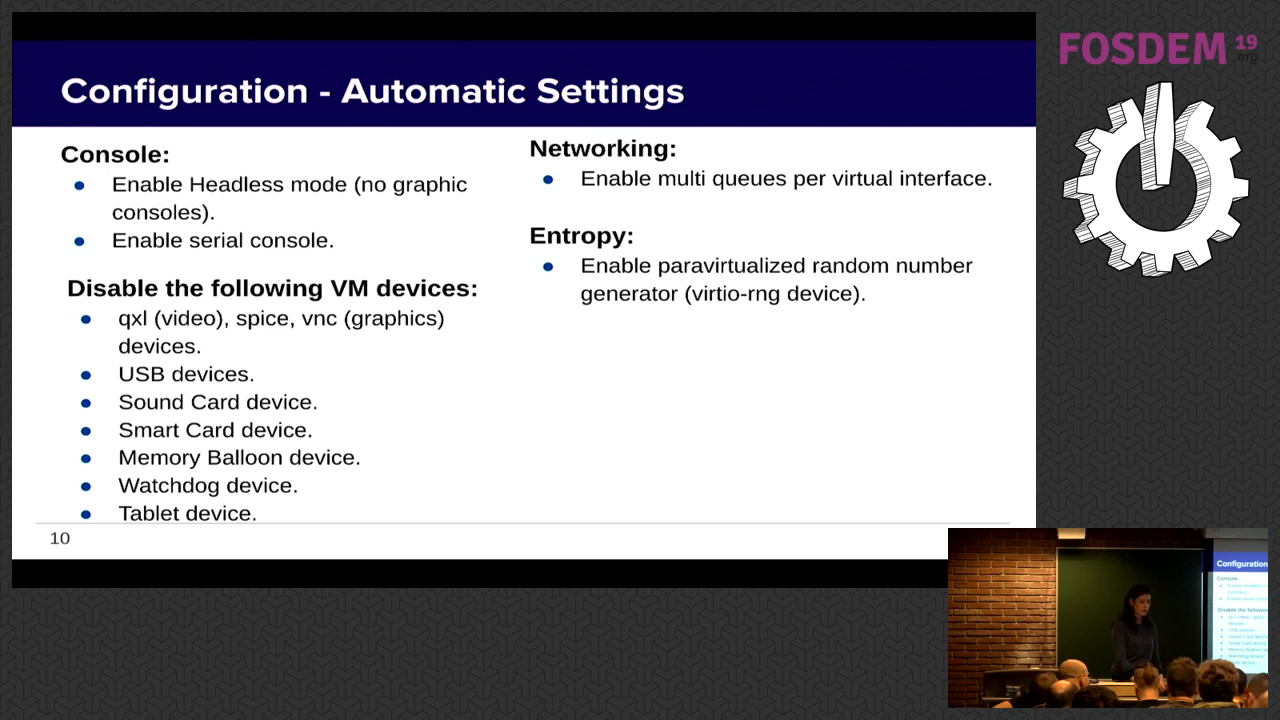 Configuration - Automatic Settings
Console:
● Enable Headless mode (no graphic
consoles).
● Enable serial console.
Disable the following VM devices:
● qxl (video), spice, vnc (graphics)
devices.
● USB devices.
● Sound Card device.
● Smart Card device.
● Memory Balloon device.
● Watchdog device.
● Tablet device.
Networking:
● Enable multi queues per virtual interface.
Entropy:
● Enable paravirtualized random number
generator (virtio-rng device).
10
FOSDEM 19
.org
Configuration
Console: